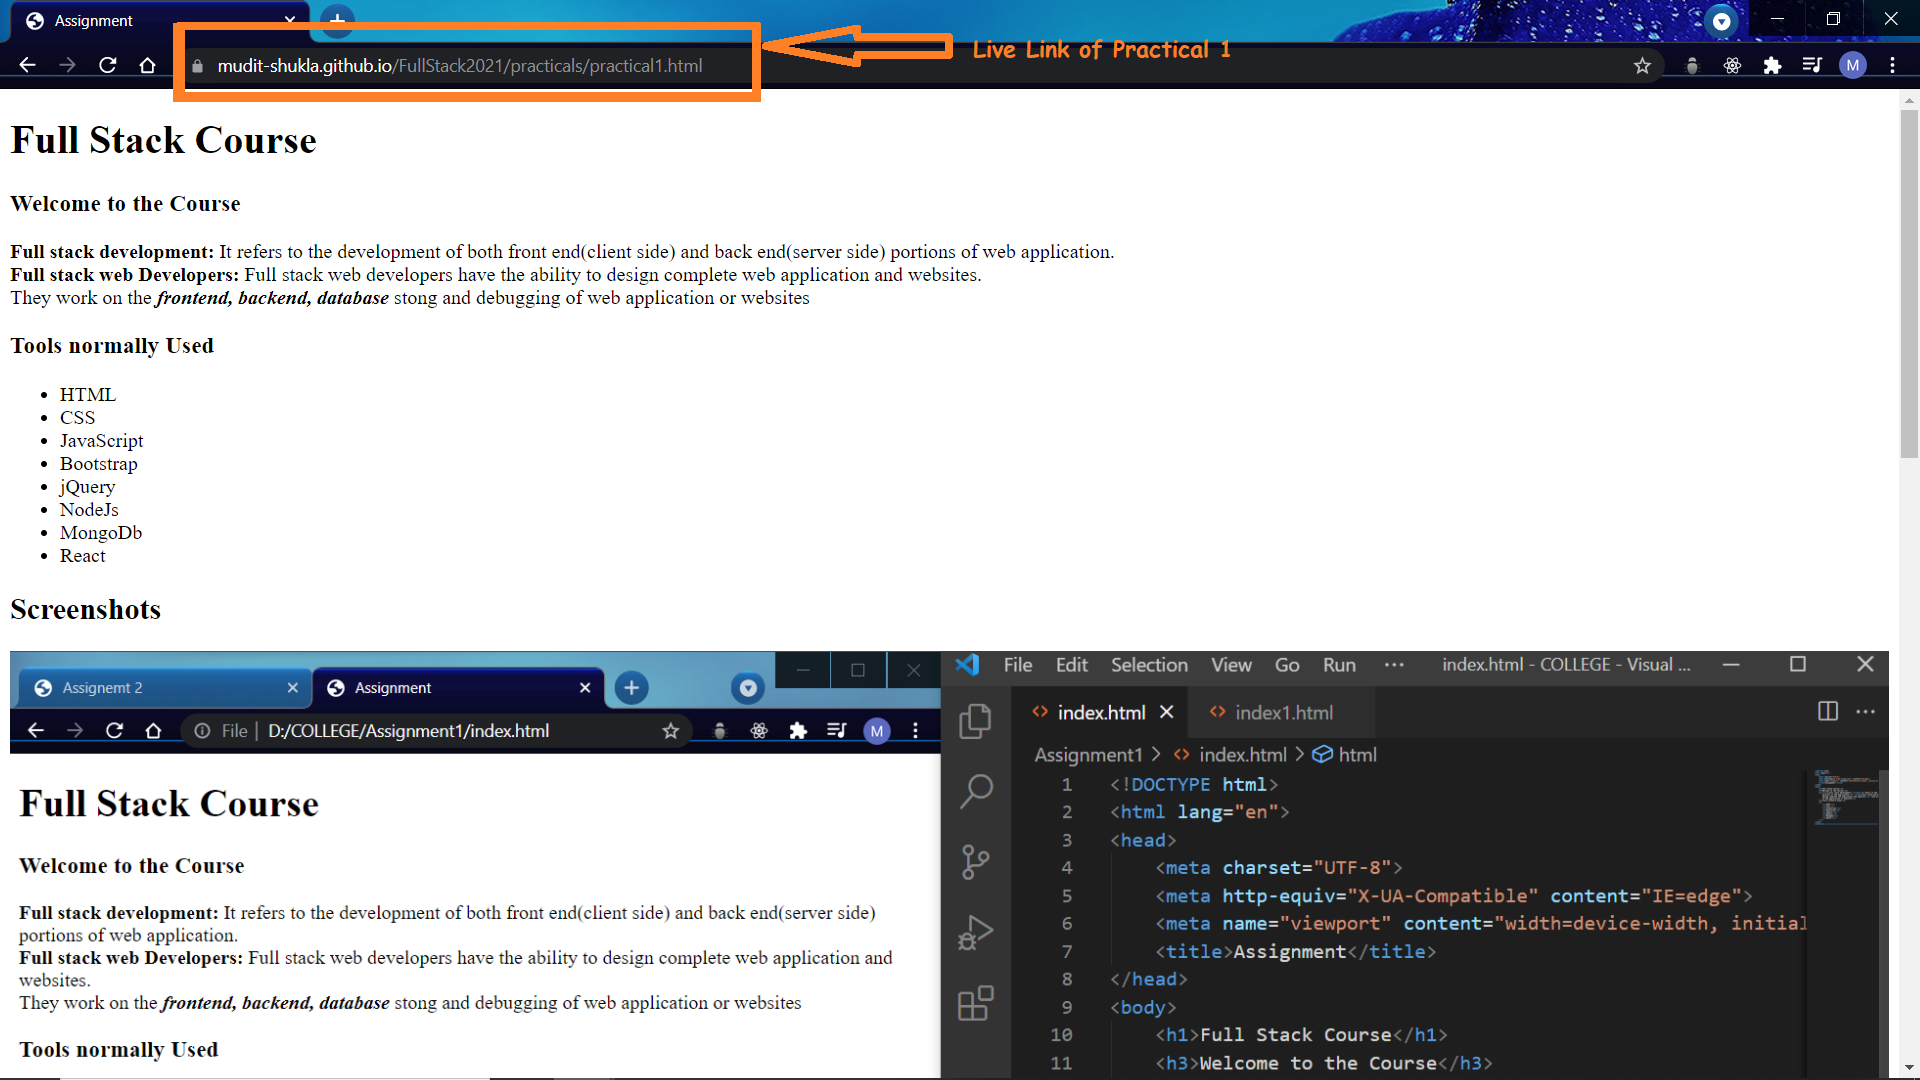 Assignment
mudit-shukla.github.io/FullStack2021/practicals/practical1.html
Live Link of Practical 1
M
Full Stack Course
Welcome to the Course
Full stack development: It refers to the development of both front end(client side) and back end(server side) portions of web application.
Full stack web Developers: Full stack web developers have the ability to design complete web application and websites.
They work on the frontend, backend, database stong and debugging of web application or websites
Tools normally Used
HTML
CSS
JavaScript
Bootstrap
jQuery
NodeJs
MongoDb
React
Screenshots
Assignemt 2
Assignment
File | D:/COLLEGE/Assignment1/index.html
M
Full Stack Course
Welcome to the Course
Full stack development: It refers to the development of both front end(client side) and back end(server side)
portions of web application.
Full stack web Developers: Full stack web developers have the ability to design complete web application and
websites.
They work on the frontend, backend, database stong and debugging of web application or websites
Tools normally Used
File Edit Selection View Go Run ··· index.html - COLLEGE - Visual ...
index.html index1.html
Assignment1 > index.html > html
1 <!DOCTYPE html>
2 <html lang="en">
3 <head>
4 <meta charset="UTF-8">
5 <meta http-equiv="X-UA-Compatible" content="IE=edge">
6 <meta name="viewport" content="width=device-width, initial
7 <title>Assignment</title>
8 </head>
9 <body>
10 <h1>Full Stack Course</h1>
11 <h3>Welcome to the Course</h3>